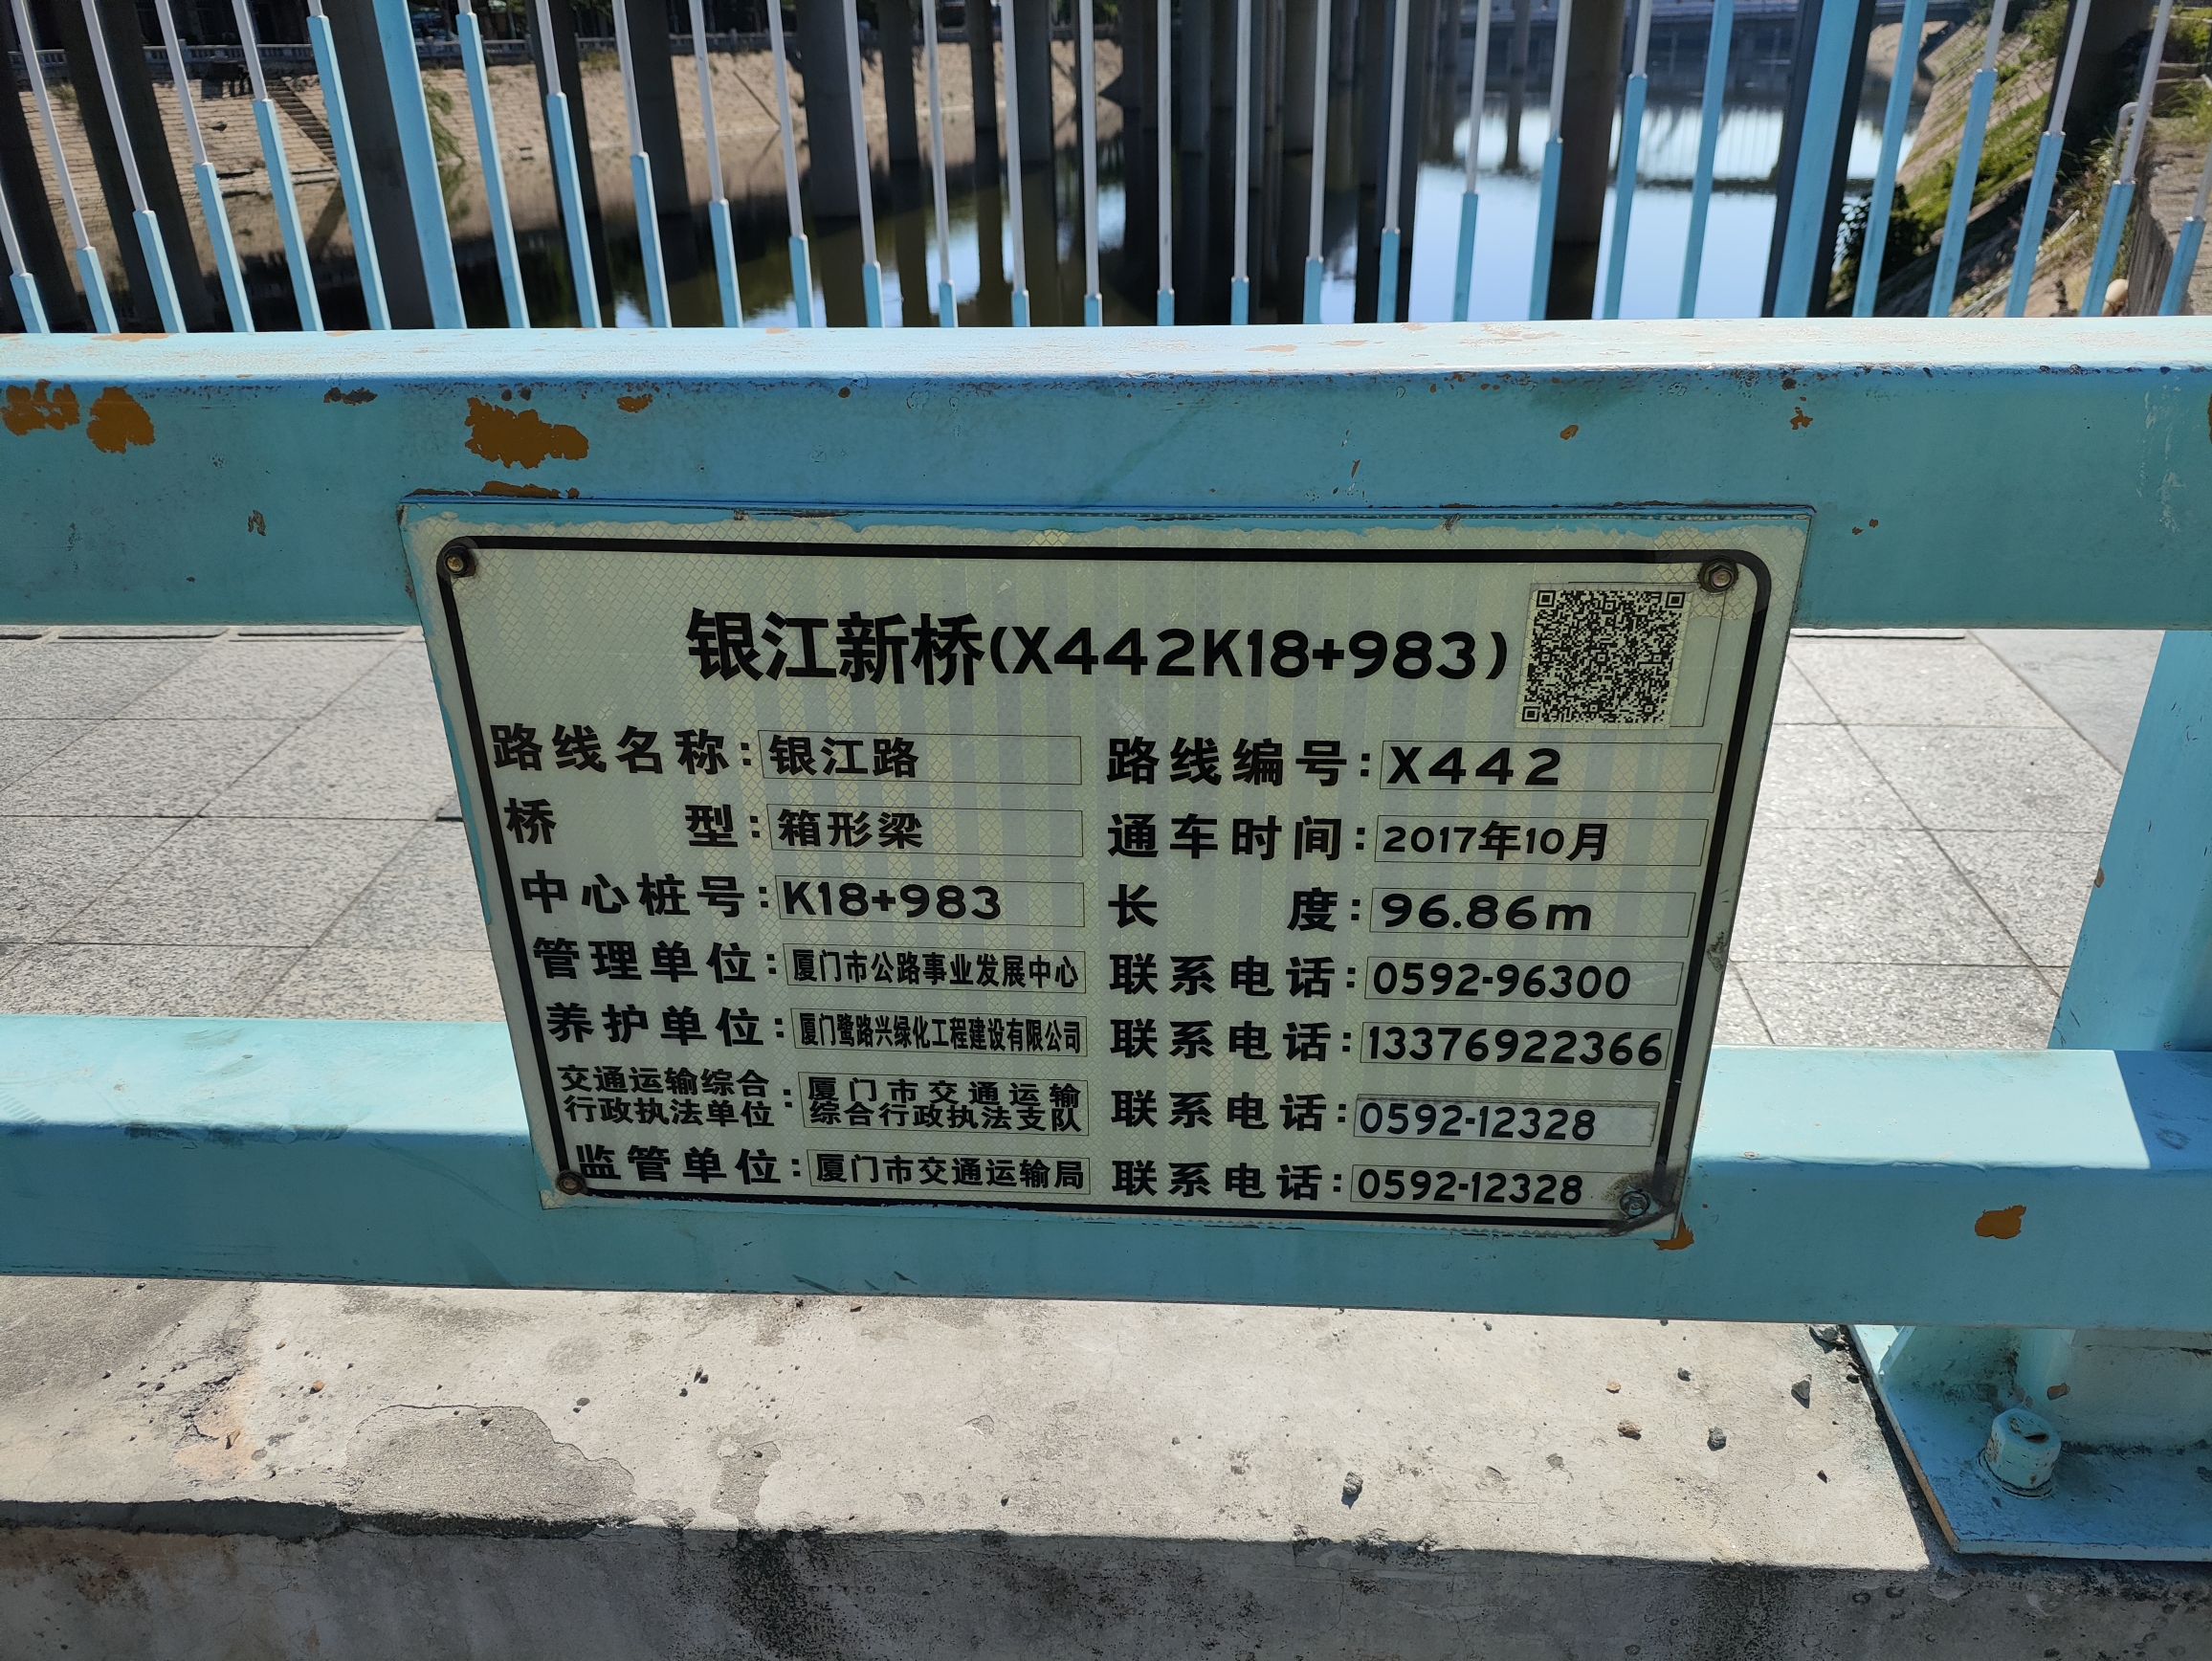 银江新桥(X442K18+983)
路线名称:银江路 路线编号:X442
桥型:箱形梁 通车时间:2017年10月
中心桩号:K18+983 长度:96.86m
管理单位:厦门市公路事业发展中心 联系电话:0592-96300
养护单位:厦门鹭路兴绿化工程建设有限公司 联系电话:13376922366
交通运输综合行政执法单位:厦门市交通运输综合行政执法支队 联系电话:0592-12328
监管单位:厦门市交通运输局 联系电话:0592-12328